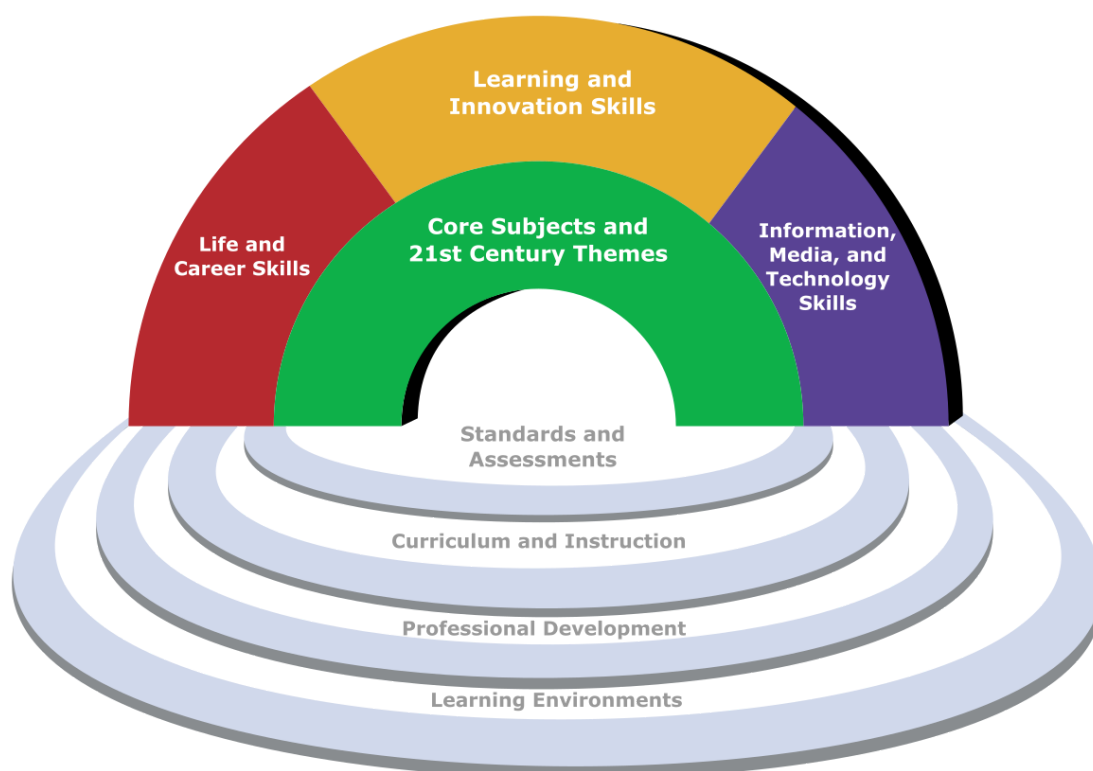 Learning and
Innovation Skills
Core Subjects and
21st Century Themes
Life and
Career Skills
Information,
Media, and
Technology
Skills
Standards and
Assessments
Curriculum and Instruction
Professional Development
Learning Environments